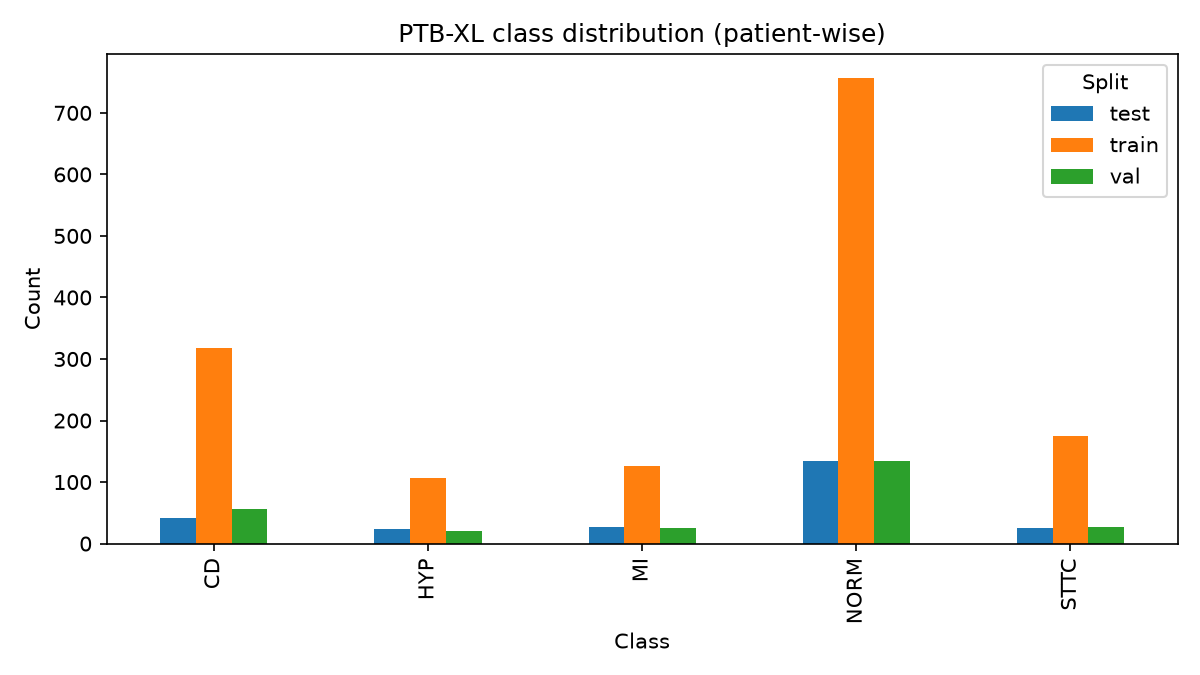 PTB-XL class distribution (patient-wise)
Split
test
train
val
700
600
500
400
300
200
100
0
Count
CD
HYP
MI
NORM
STTC
Class